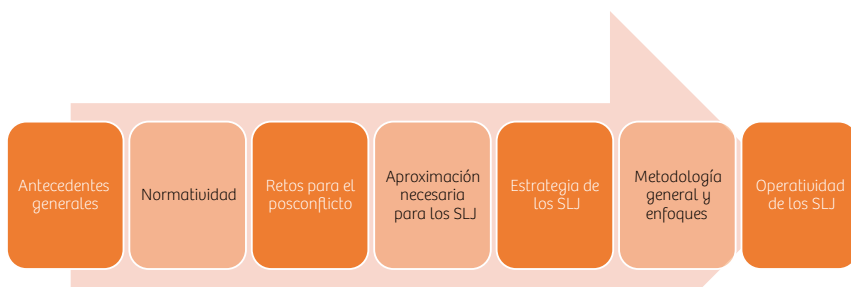 Antecedentes
generales
Normatividad
Retos para el
posconflicto
Aproximación
necesaria
para los SLJ
Estrategia de
los SLJ
Metodología
general y
enfoques
Operatividad
de los SLJ